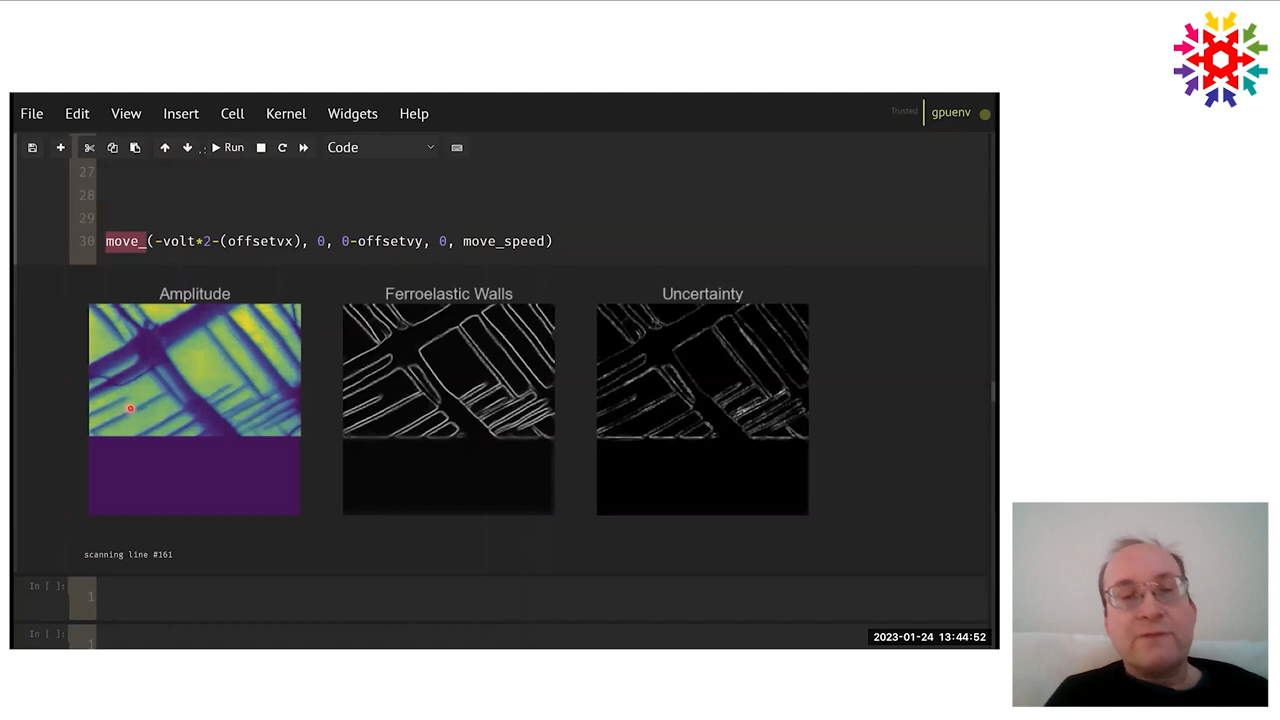 File Edit View Insert Cell Kernel Widgets Help
Trusted
gpuenv
Run
Code
27
28
29
30 move_(-volt*2-(offsetvx), 0, 0-offsetvy, 0, move_speed)
Amplitude
Ferroelastic Walls
Uncertainty
scanning line #161
In [ ]:
1
In [ ]:
1
2023-01-24 13:44:52